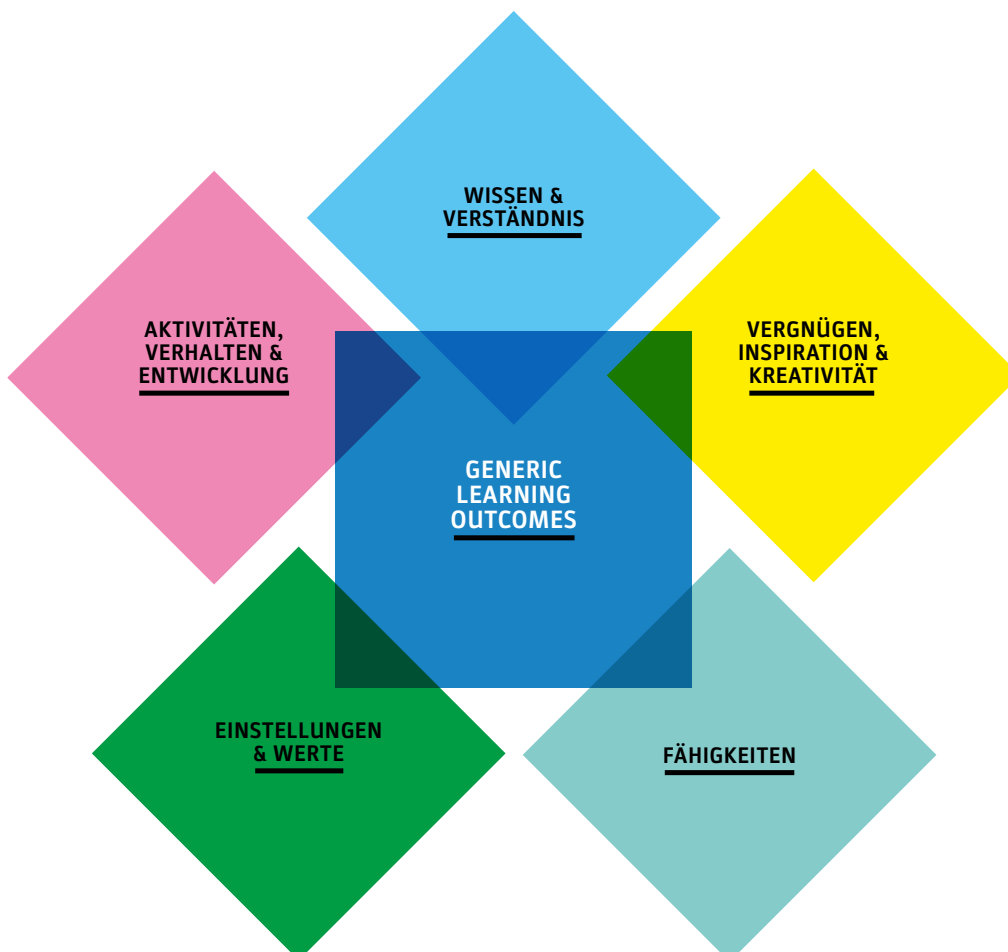 WISSEN &
VERSTÄNDNIS
AKTIVITÄTEN,
VERHALTEN &
ENTWICKLUNG
VERGNÜGEN,
INSPIRATION &
KREATIVITÄT
GENERIC
LEARNING
OUTCOMES
EINSTELLUNGEN
& WERTE
FÄHIGKEITEN